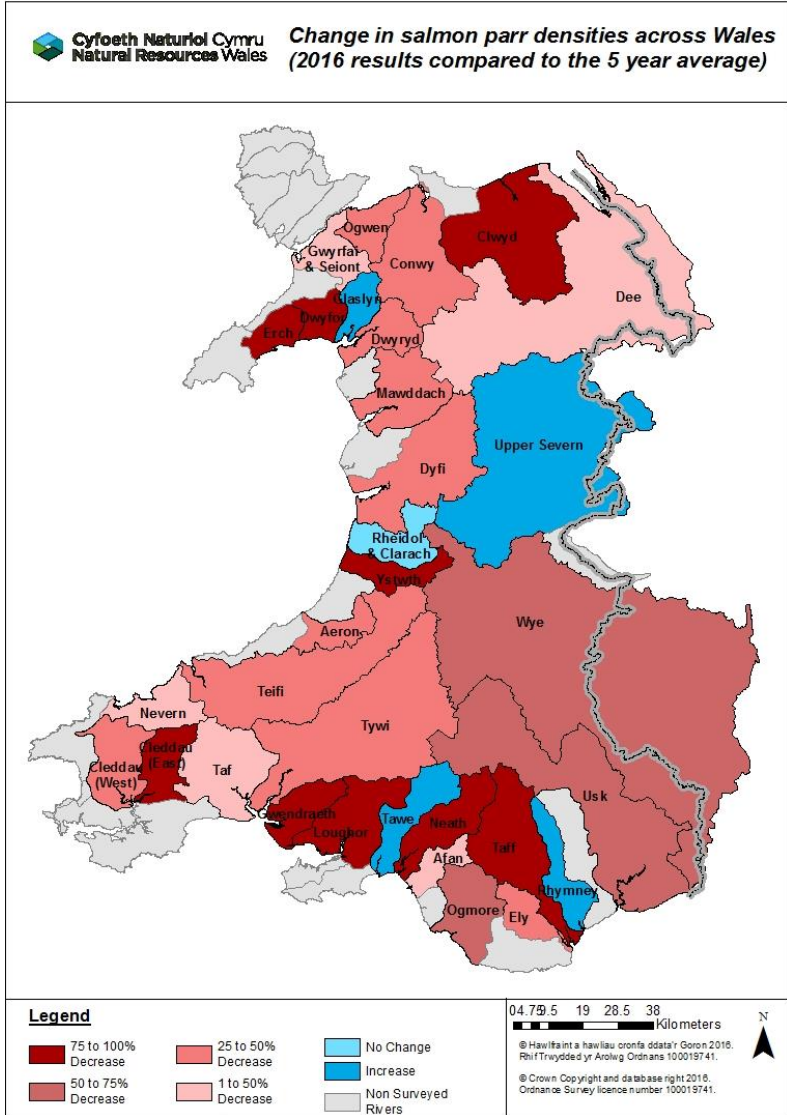 Cyfoeth Naturiol Cymru
Natural Resources Wales
Change in salmon parr densities across Wales
(2016 results compared to the 5 year average)
Ogwen
Gwyrfai
& Seiont
Conwy
Clwyd
Dee
Glaslyn
Dwyfor
Erch
Dwyryd
Mawddach
Upper Severn
Dyfi
Rheidol
& Clarach
Ystwth
Wye
Aeron
Teifi
Nevern
Tywi
Cleddau
(East)
Cleddau
(West)
Taf
Usk
Gwendraeth
Loughor
Tawe
Neath
Taff
Afan
Rhymney
Ogmore
Ely
Legend
75 to 100%
Decrease
50 to 75%
Decrease
25 to 50%
Decrease
1 to 50%
Decrease
No Change
Increase
Non Surveyed
Rivers
0 4.75 9.5 19 28.5 38
Kilometers
N
© Hawlfraint a hawliau cronfa ddata'r Goron 2016.
Rhif Trwydded yr Arolwg Ordnans 100019741.
© Crown Copyright and database right 2016.
Ordnance Survey licence number 100019741.